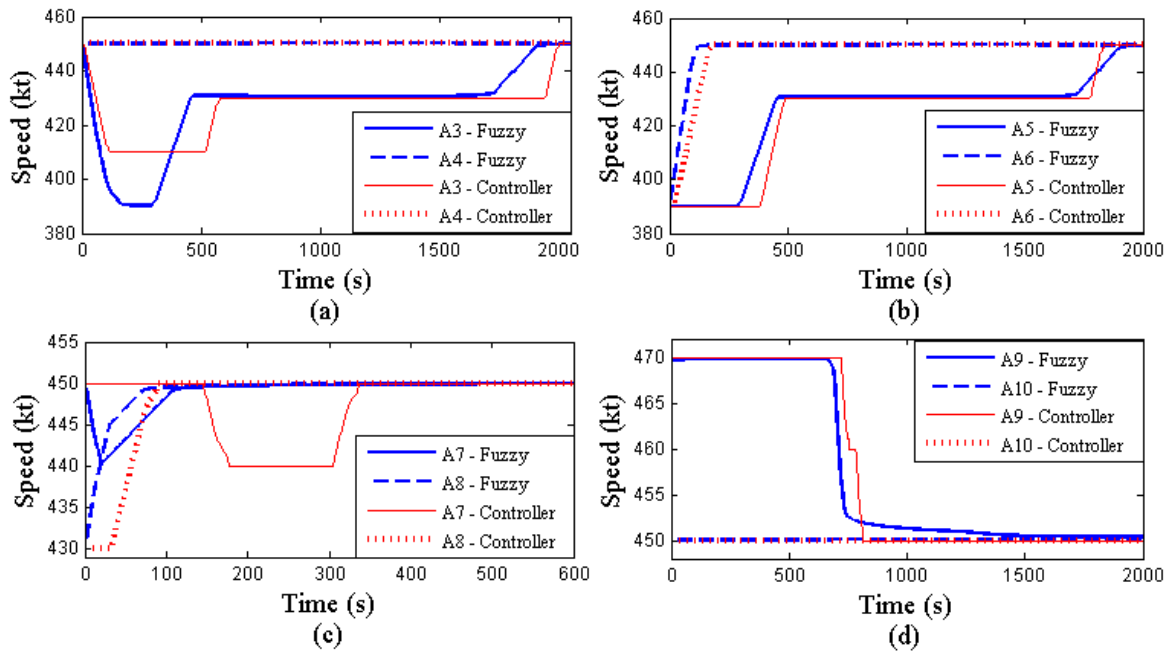 460
440
420
400
380
Speed (kt)
0 500 1000 1500 2000
Time (s)
(a)
A3 - Fuzzy
A4 - Fuzzy
A3 - Controller
A4 - Controller
460
440
420
400
380
Speed (kt)
0 500 1000 1500 2000
Time (s)
(b)
A5 - Fuzzy
A6 - Fuzzy
A5 - Controller
A6 - Controller
455
450
445
440
435
430
Speed (kt)
0 100 200 300 400 500 600
Time (s)
(c)
A7 - Fuzzy
A8 - Fuzzy
A7 - Controller
A8 - Controller
470
465
460
455
450
Speed (kt)
0 500 1000 1500 2000
Time (s)
(d)
A9 - Fuzzy
A10 - Fuzzy
A9 - Controller
A10 - Controller